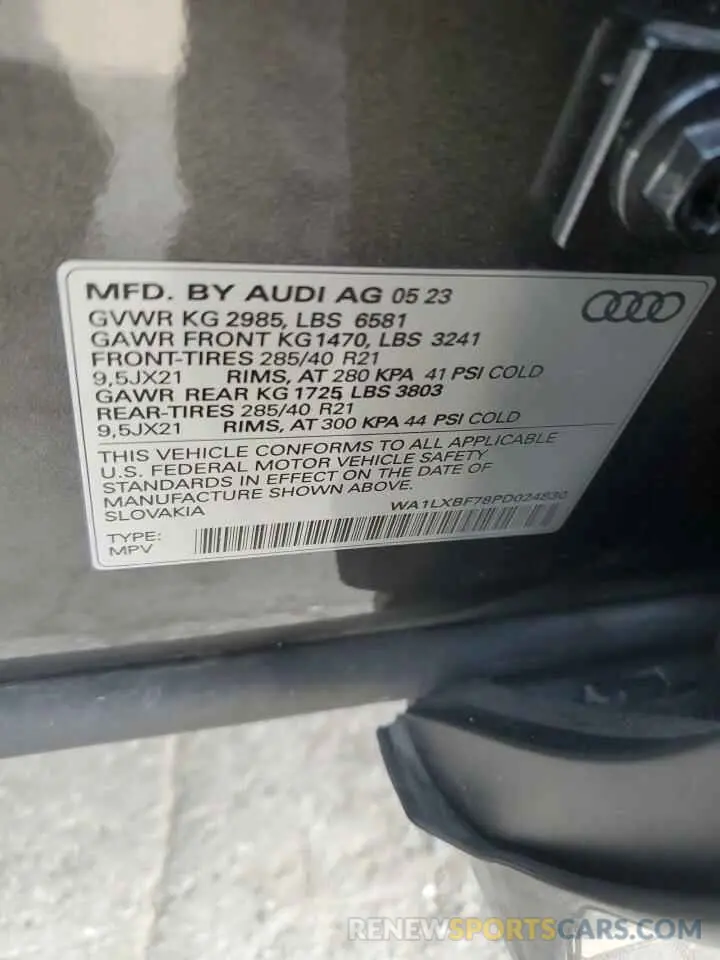 MFD. BY AUDI AG 05 23
GVWR KG 2985, LBS 6581
GAWR FRONT KG 1470, LBS 3241
FRONT-TIRES 285/40 R21
9,5JX21 RIMS, AT 280 KPA 41 PSI COLD
GAWR REAR KG 1725 LBS 3803
REAR-TIRES 285/40 R21
9,5JX21 RIMS, AT 300 KPA 44 PSI COLD
THIS VEHICLE CONFORMS TO ALL APPLICABLE
U.S. FEDERAL MOTOR VEHICLE SAFETY
STANDARDS IN EFFECT ON THE DATE OF
MANUFACTURE SHOWN ABOVE.
SLOVAKIA
WA1LXBF78PD024830
TYPE:
MPV
RENEWSPORTSCARS.COM